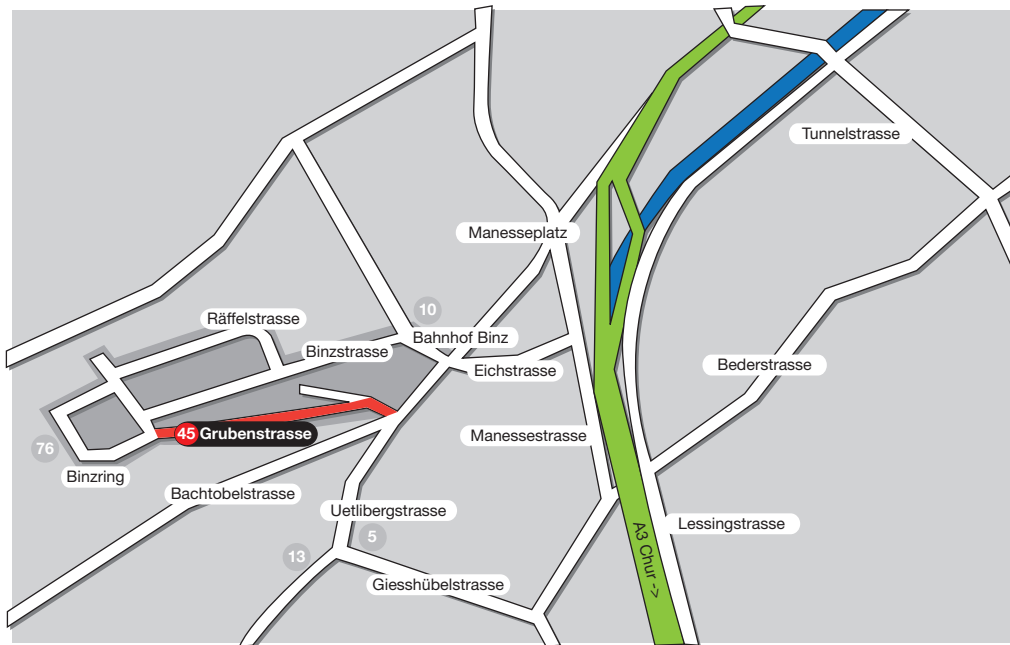 Tunnelstrasse
Manesseplatz
10
Räffelstrasse
Bahnhof Binz
Binzstrasse
Eichstrasse
Bederstrasse
45 Grubenstrasse
Manessestrasse
76
Binzring
Bachtobelstrasse
Uetlibergstrasse
Lessingstrasse
5
13
A3 Chur ->
Giesshübelstrasse